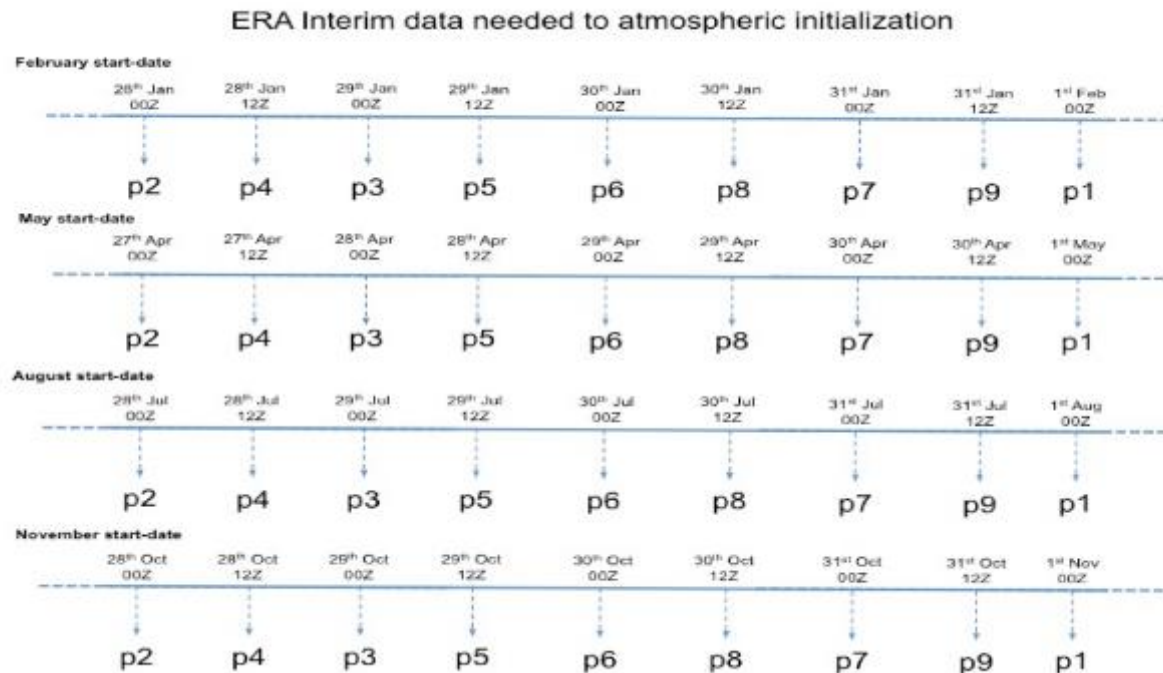 ERA Interim data needed to atmospheric initialization
February start-date
28th Jan 28th Jan 29th Jan 29th Jan 30th Jan 30th Jan 31st Jan 31st Jan 1st Feb
00Z 12Z 00Z 12Z 00Z 12Z 00Z 12Z 00Z
p2 p4 p3 p5 p6 p8 p7 p9 p1
May start-date
27th Apr 27th Apr 28th Apr 28th Apr 29th Apr 29th Apr 30th Apr 30th Apr 1st May
00Z 12Z 00Z 12Z 00Z 12Z 00Z 12Z 00Z
p2 p4 p3 p5 p6 p8 p7 p9 p1
August start-date
28th Jul 28th Jul 29th Jul 29th Jul 30th Jul 30th Jul 31st Jul 31st Jul 1st Aug
00Z 12Z 00Z 12Z 00Z 12Z 00Z 12Z 00Z
p2 p4 p3 p5 p6 p8 p7 p9 p1
November start-date
28th Oct 28th Oct 29th Oct 29th Oct 30th Oct 30th Oct 31st Oct 31st Oct 1st Nov
00Z 12Z 00Z 12Z 00Z 12Z 00Z 12Z 00Z
p2 p4 p3 p5 p6 p8 p7 p9 p1